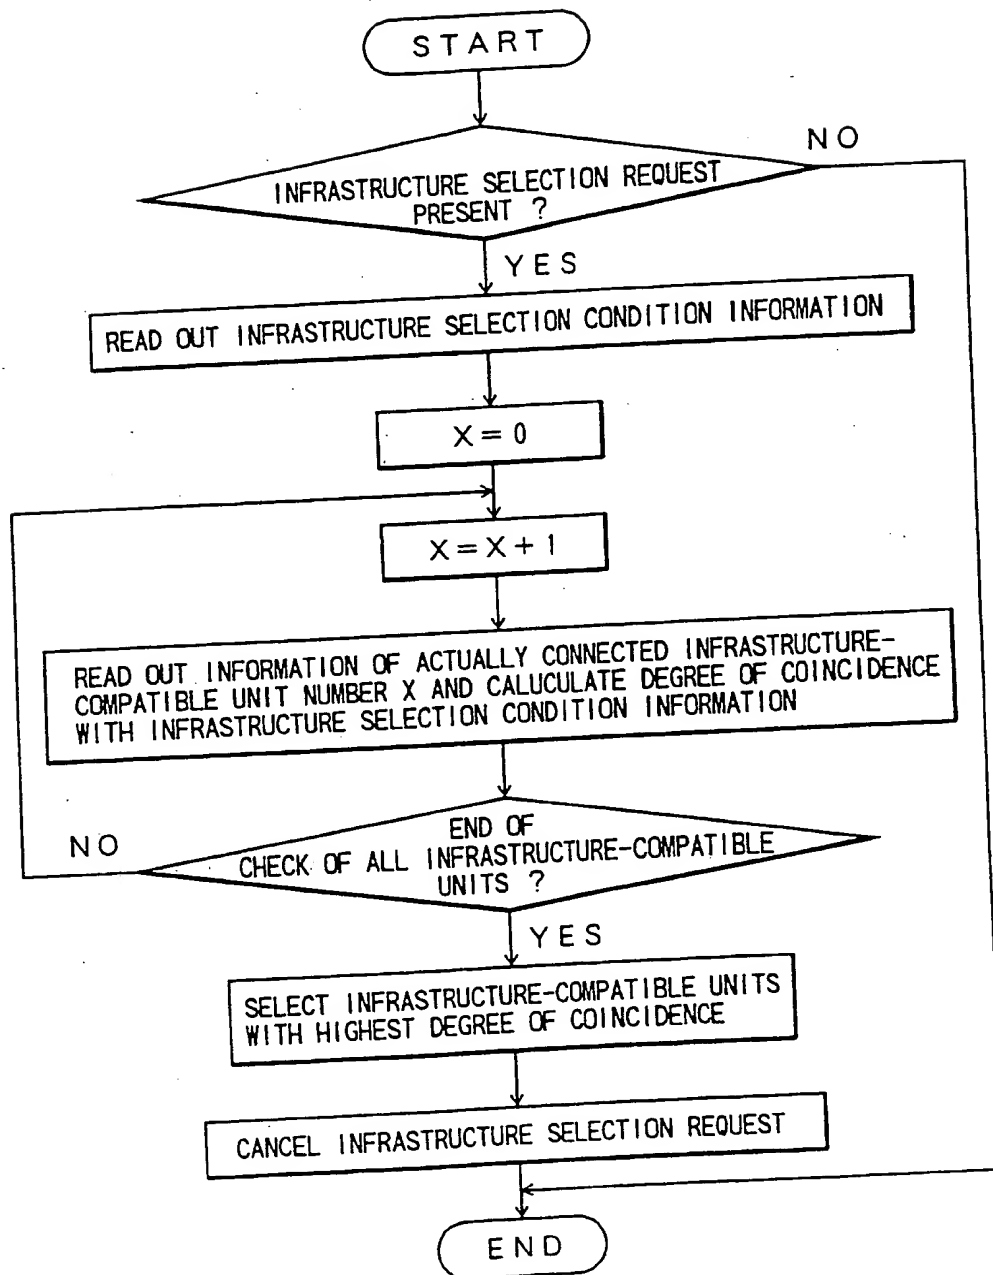 START
NO
INFRASTRUCTURE SELECTION REQUEST
PRESENT ?
YES
READ OUT INFRASTRUCTURE SELECTION CONDITION INFORMATION
X = 0
X = X + 1
READ OUT INFORMATION OF ACTUALLY CONNECTED INFRASTRUCTURE-
COMPATIBLE UNIT NUMBER X AND CALUCULATE DEGREE OF COINCIDENCE
WITH INFRASTRUCTURE SELECTION CONDITION INFORMATION
NO
END OF
CHECK OF ALL INFRASTRUCTURE-COMPATIBLE
UNITS ?
YES
SELECT INFRASTRUCTURE-COMPATIBLE UNITS
WITH HIGHEST DEGREE OF COINCIDENCE
CANCEL INFRASTRUCTURE SELECTION REQUEST
END